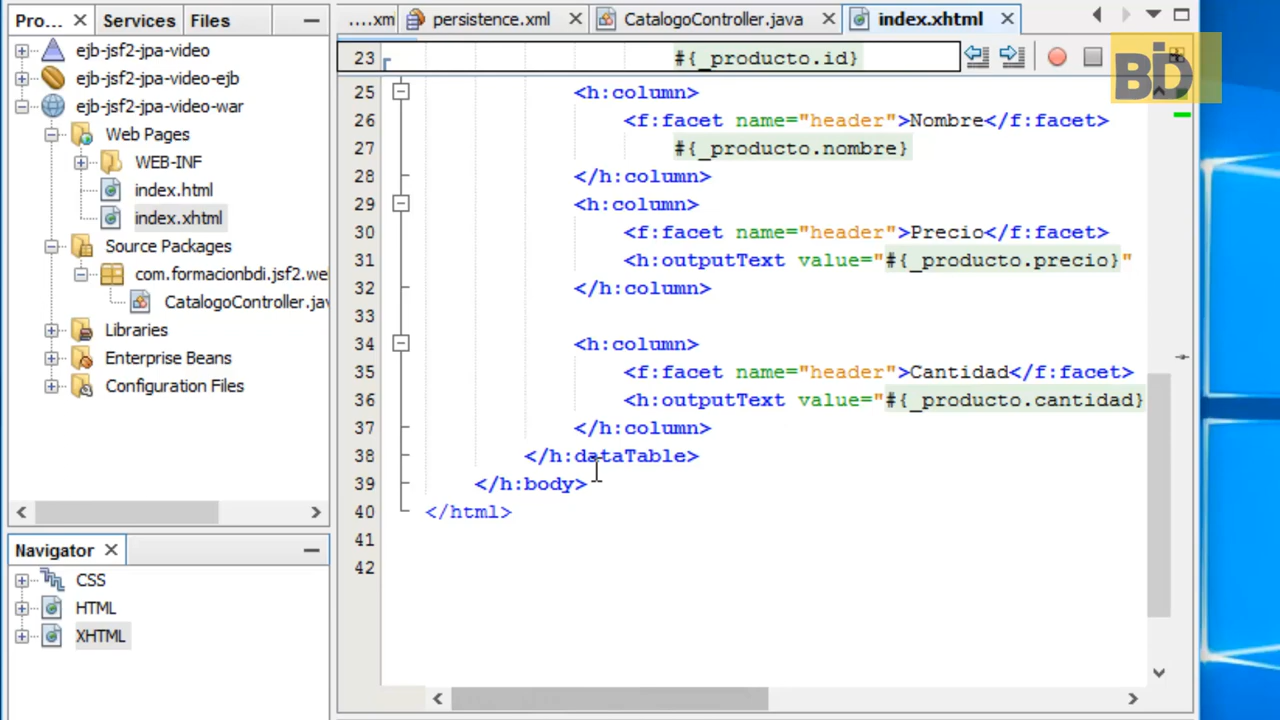 Pro... Services Files
ejb-jsf2-jpa-video
ejb-jsf2-jpa-video-ejb
ejb-jsf2-jpa-video-war
Web Pages
WEB-INF
index.html
index.xhtml
Source Packages
com.formacionbdi.jsf2.we
CatalogoController.jav
Libraries
Enterprise Beans
Configuration Files
Navigator
CSS
HTML
XHTML
....xm persistence.xml CatalogoController.java index.xhtml
BDI
23 #{_producto.id}
25 <h:column>
26 <f:facet name="header">Nombre</f:facet>
27 #{_producto.nombre}
28 </h:column>
29 <h:column>
30 <f:facet name="header">Precio</f:facet>
31 <h:outputText value="#{_producto.precio}"
32 </h:column>
33
34 <h:column>
35 <f:facet name="header">Cantidad</f:facet>
36 <h:outputText value="#{_producto.cantidad}
37 </h:column>
38 </h:dataTable>
39 </h:body>
40 </html>
41
42